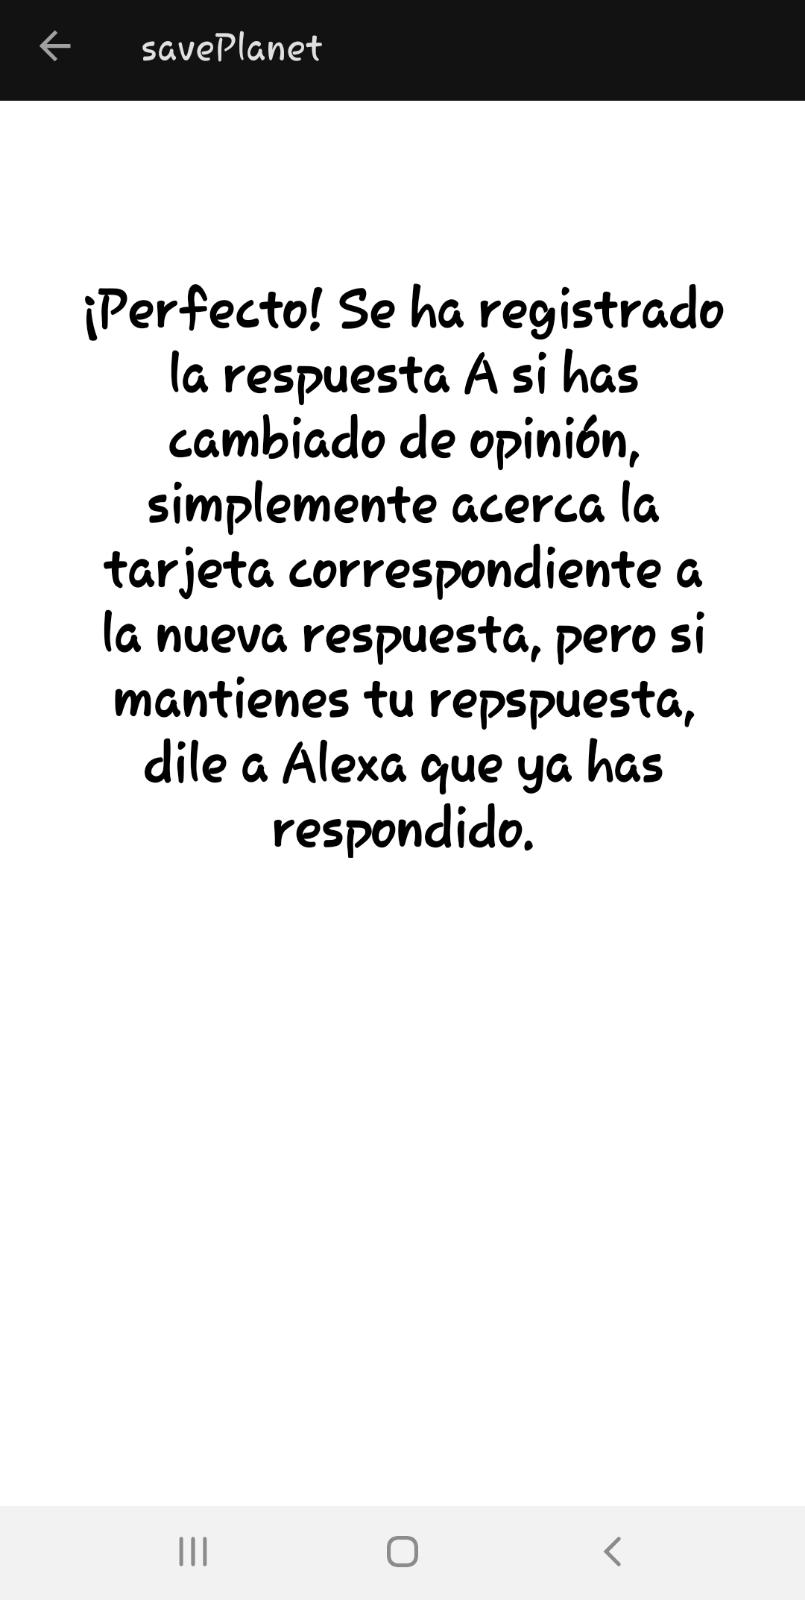 savePlanet
¡Perfecto! Se ha registrado
la respuesta A si has
cambiado de opinión,
simplemente acerca la
tarjeta correspondiente a
la nueva respuesta, pero si
mantienes tu repspuesta,
dile a Alexa que ya has
respondido.